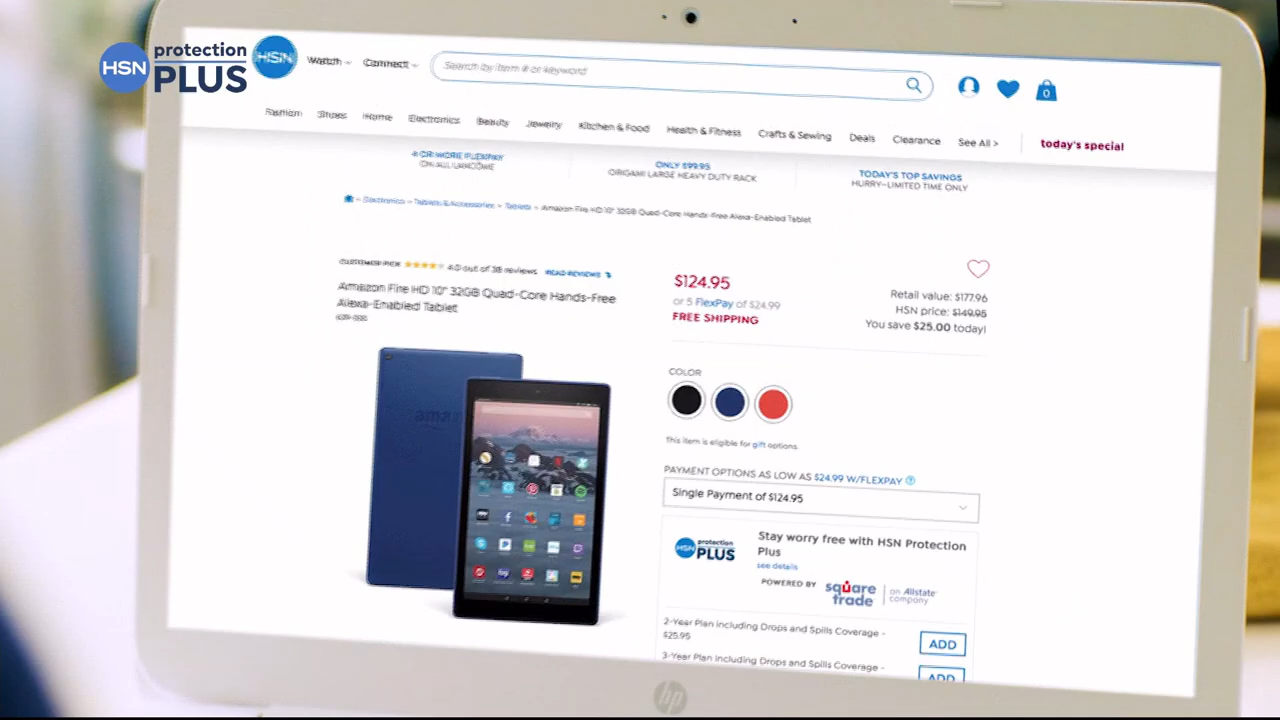 HSN protection PLUS
HSN Watch Connect Search by item # or keyword 0
Fashion Shoes Home Electronics Beauty Jewelry Kitchen & Food Health & Fitness Crafts & Sewing Deals Clearance See All > today's special
4 OR MORE FLEXPAY
ON ALL LANCOME
ONLY $99.95
ORIGAMI LARGE HEAVY DUTY RACK
TODAY'S TOP SAVINGS
HURRY–LIMITED TIME ONLY
Electronics Tablets & Accessories Tablets Amazon Fire HD 10" 32GB Quad-Core Hands-Free Alexa-Enabled Tablet
CUSTOMER PICK 4.0 out of 38 reviews READ REVIEWS
Amazon Fire HD 10" 32GB Quad-Core Hands-Free
Alexa-Enabled Tablet
$124.95
or 5 FlexPay of $24.99
FREE SHIPPING
Retail value: $177.96
HSN price: $149.95
You save $25.00 today!
COLOR
This item is eligible for gift options.
PAYMENT OPTIONS AS LOW AS $24.99 W/FLEXPAY ?
Single Payment of $124.95
HSN protection PLUS
Stay worry free with HSN Protection
Plus
see details
POWERED BY square trade an Allstate company
2-Year Plan including Drops and Spills Coverage -
$25.95
ADD
3-Year Plan including Drops and Spills Coverage -
ADD
hp